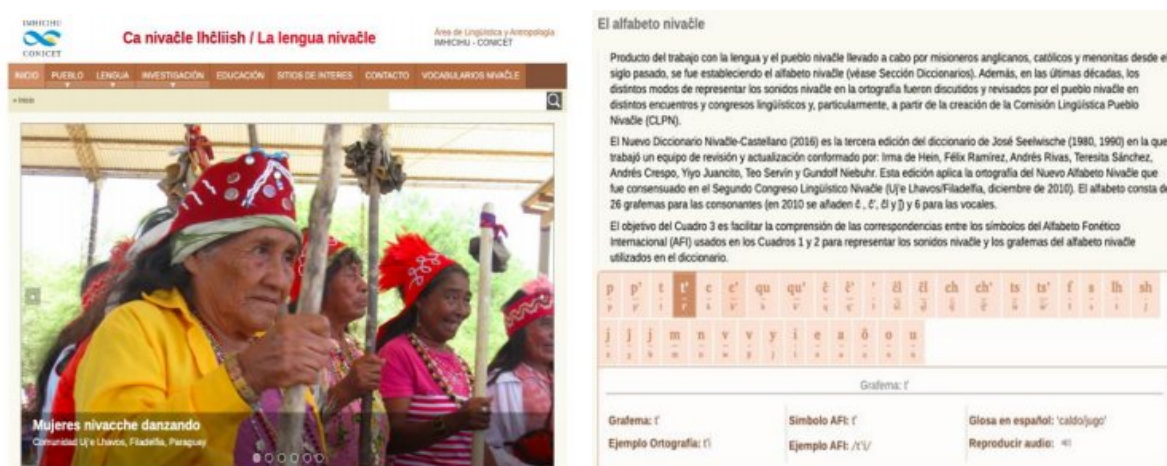 IMHICIHU
CONICET
Ca nivaĉle lhĉliish / La lengua nivaĉle
Área de Lingüística y Antropología
IMHICIHU - CONICET
INICIO PUEBLO LENGUA INVESTIGACIÓN EDUCACIÓN SITIOS DE INTERES CONTACTO VOCABULARIOS NIVAĈLE
» Inicio
Mujeres nivacche danzando
Comunidad Uj'e Lhavos, Filadelfia, Paraguay
El alfabeto nivaĉle
Producto del trabajo con la lengua y el pueblo nivaĉle llevado a cabo por misioneros anglicanos, católicos y menonitas desde el
siglo pasado, se fue estableciendo el alfabeto nivaĉle (véase Sección Diccionarios). Además, en las últimas décadas, los
distintos modos de representar los sonidos nivaĉle en la ortografía fueron discutidos y revisados por el pueblo nivaĉle en
distintos encuentros y congresos lingüísticos y, particularmente, a partir de la creación de la Comisión Lingüística Pueblo
Nivaĉle (CLPN).
El Nuevo Diccionario Nivaĉle-Castellano (2016) es la tercera edición del diccionario de José Seelwische (1980, 1990) en la que
trabajó un equipo de revisión y actualización conformado por: Irma de Hein, Félix Ramírez, Andrés Rivas, Teresita Sánchez,
Andrés Crespo, Yiyo Juancito, Teo Servín y Gundolf Niebuhr. Esta edición aplica la ortografía del Nuevo Alfabeto Nivaĉle que
fue consensuado en el Segundo Congreso Lingüístico Nivaĉle (Uj'e Lhavos/Filadelfia, diciembre de 2010). El alfabeto consta de
26 grafemas para las consonantes (en 2010 se añaden ĉ , ĉ', ĉl y) y 6 para las vocales.
El objetivo del Cuadro 3 es facilitar la comprensión de las correspondencias entre los símbolos del Alfabeto Fonético
Internacional (AFI) usados en los Cuadros 1 y 2 para representar los sonidos nivaĉle y los grafemas del alfabeto nivaĉle
utilizados en el diccionario.
p p' t t' c c' qu qu' ĉ ĉ' ' ĉl ĉl ch ch' ts ts' f s lh sh
j j j m n v v y i e a ô o u
Grafema: t'
Grafema: t' Símbolo AFI: t' Glosa en español: 'caldo/jugo'
Ejemplo Ortografía: t'i Ejemplo AFI: /t'i/ Reproducir audio: